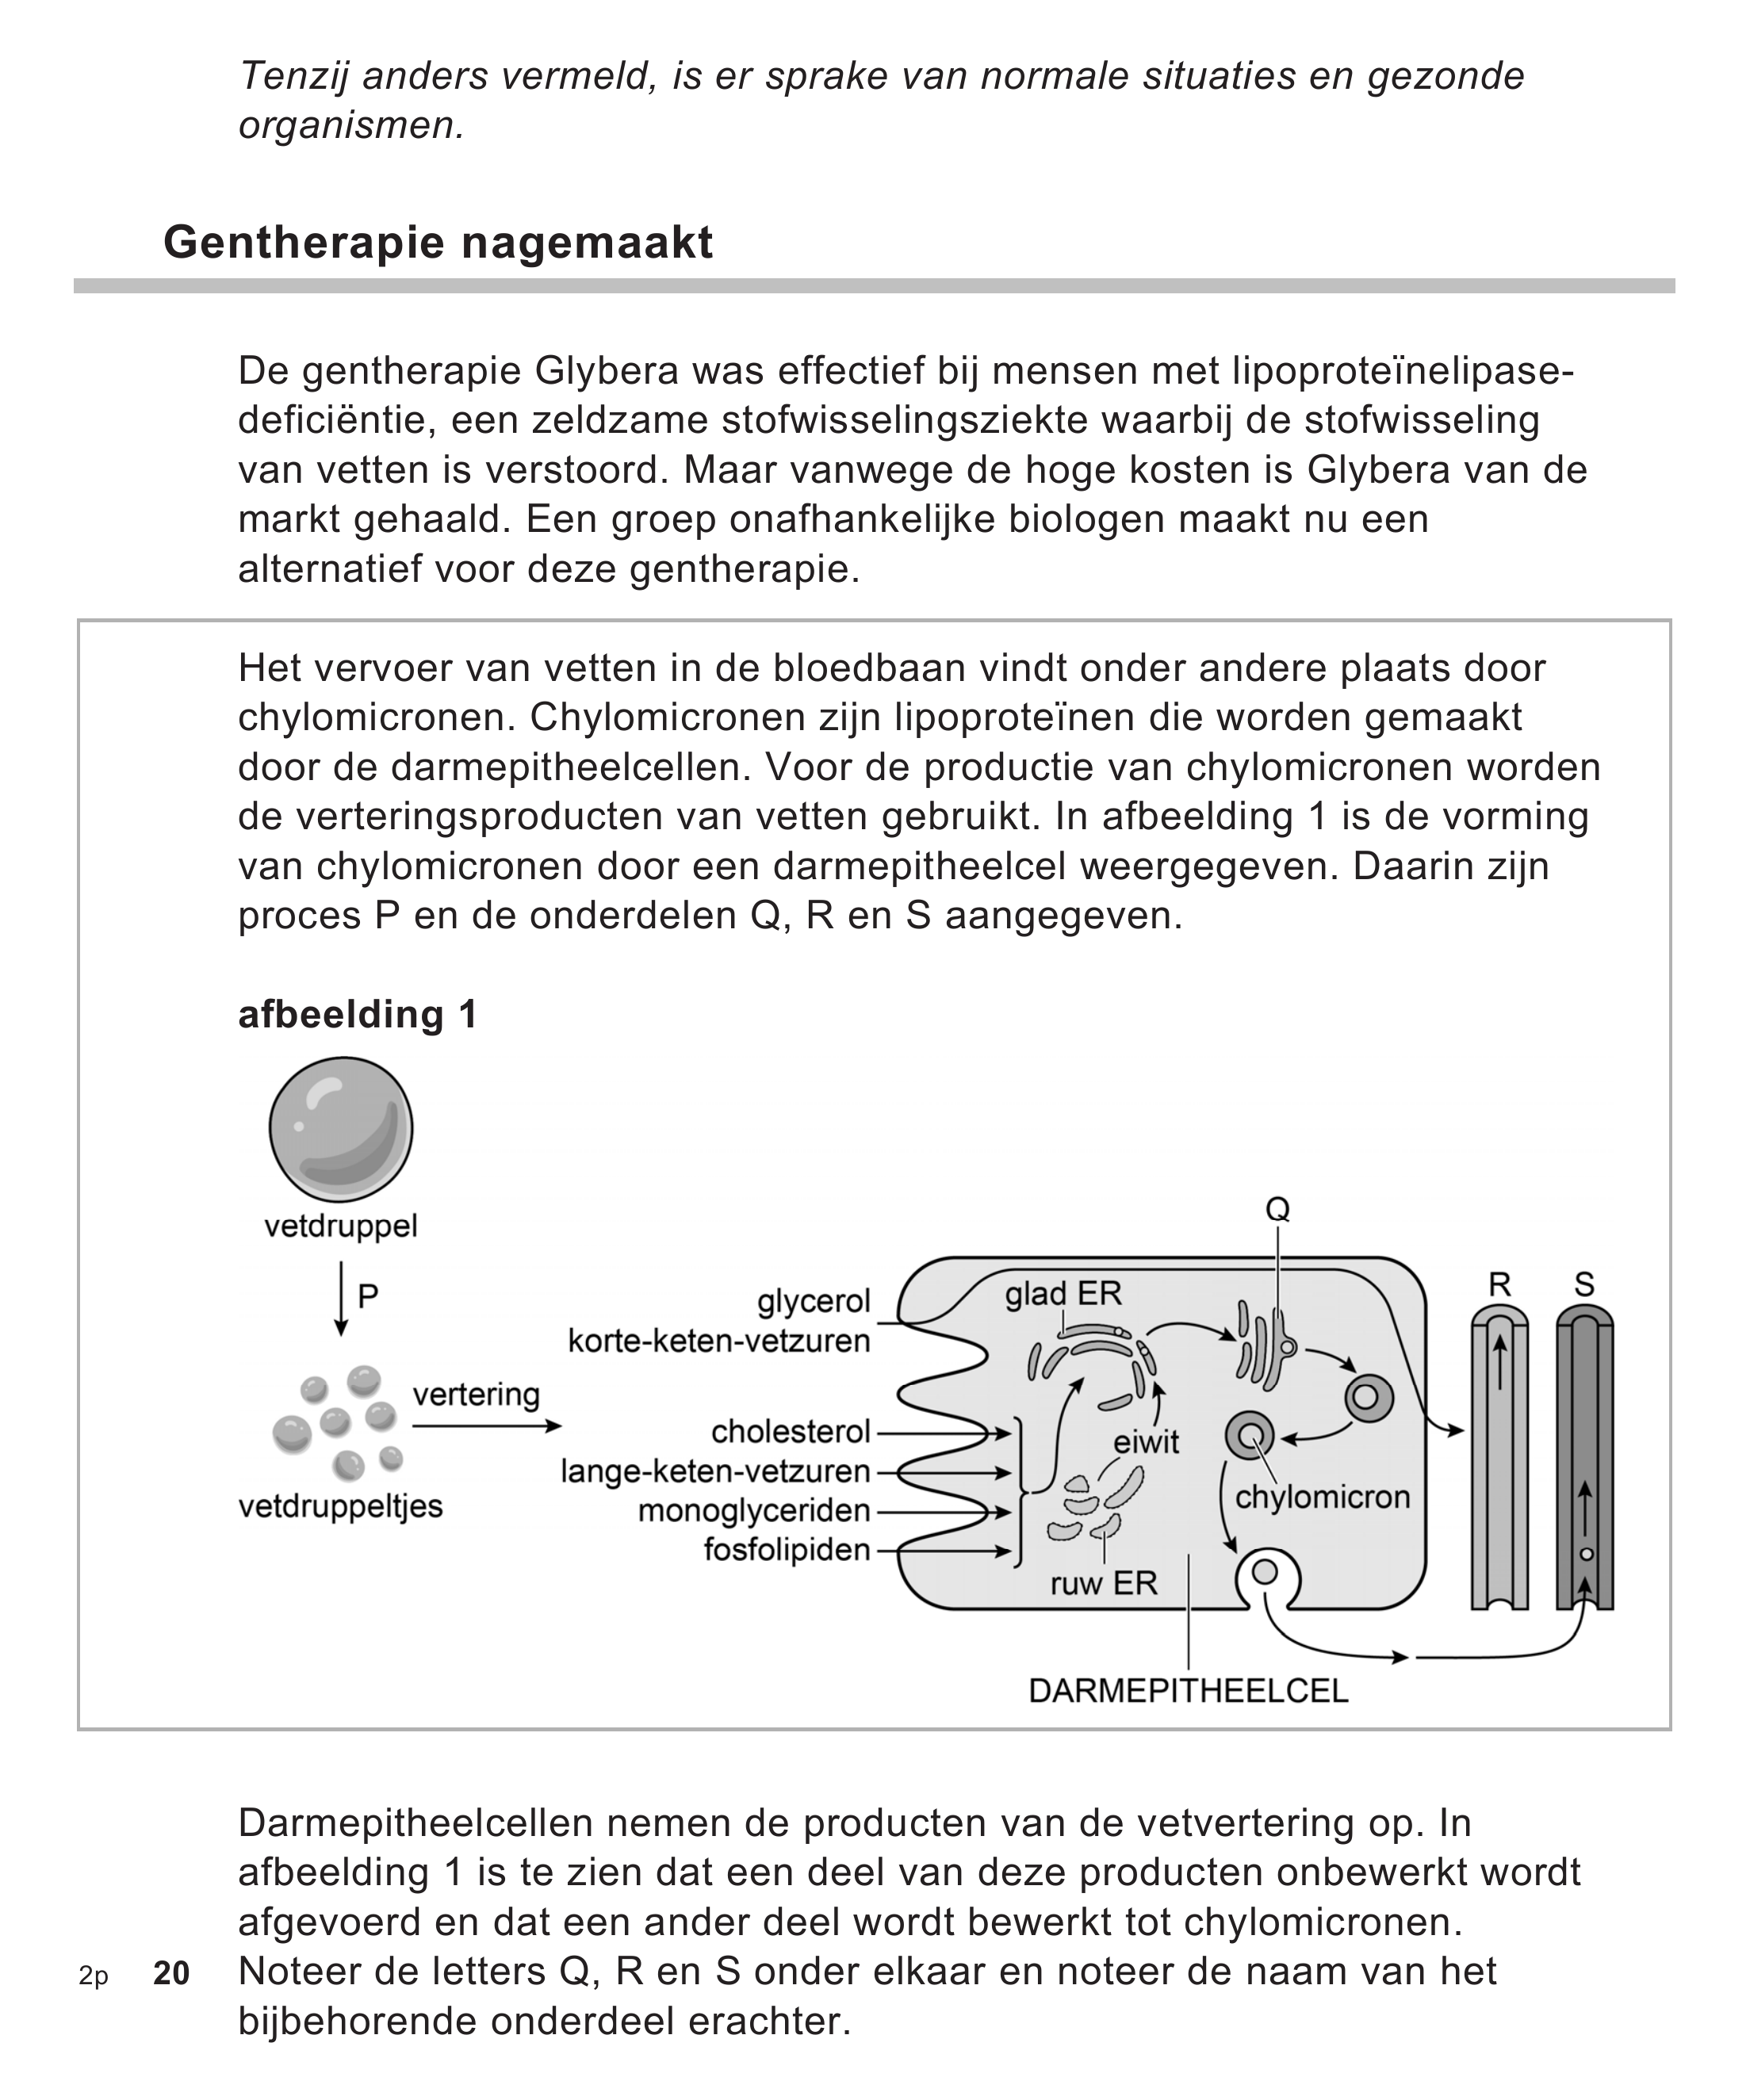 Tenzij anders vermeld, is er sprake van normale situaties en gezonde
organismen.
Gentherapie nagemaakt
De gentherapie Glybera was effectief bij mensen met lipoproteïnelipase-
deficiëntie, een zeldzame stofwisselingsziekte waarbij de stofwisseling
van vetten is verstoord. Maar vanwege de hoge kosten is Glybera van de
markt gehaald. Een groep onafhankelijke biologen maakt nu een
alternatief voor deze gentherapie.
Het vervoer van vetten in de bloedbaan vindt onder andere plaats door
chylomicronen. Chylomicronen zijn lipoproteïnen die worden gemaakt
door de darmepitheelcellen. Voor de productie van chylomicronen worden
de verteringsproducten van vetten gebruikt. In afbeelding 1 is de vorming
van chylomicronen door een darmepitheelcel weergegeven. Daarin zijn
proces P en de onderdelen Q, R en S aangegeven.
afbeelding 1
vetdruppel
P
vetdruppeltjes
vertering
glycerol
korte-keten-vetzuren
cholesterol
lange-keten-vetzuren
monoglyceriden
fosfolipiden
glad ER
Q
eiwit
chylomicron
ruw ER
R
S
DARMEPITHEELCEL
Darmepitheelcellen nemen de producten van de vetvertering op. In
afbeelding 1 is te zien dat een deel van deze producten onbewerkt wordt
afgevoerd en dat een ander deel wordt bewerkt tot chylomicronen.
2p 20 Noteer de letters Q, R en S onder elkaar en noteer de naam van het
bijbehorende onderdeel erachter.